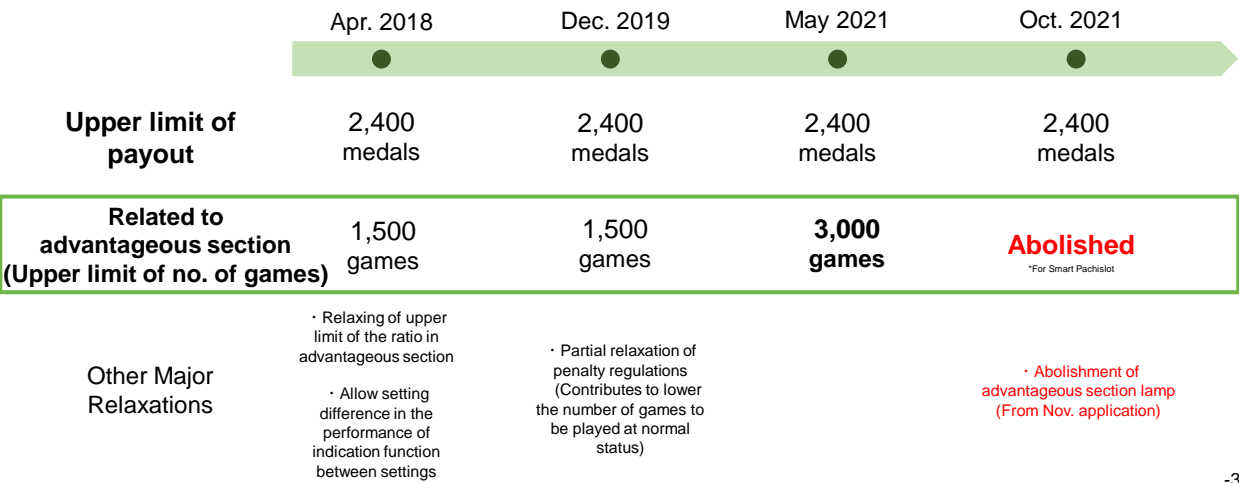 Apr. 2018
Dec. 2019
May 2021
Oct. 2021
Upper limit of
payout
2,400
medals
2,400
medals
2,400
medals
2,400
medals
Related to
advantageous section
(Upper limit of no. of games)
1,500
games
1,500
games
3,000
games
Abolished
*For Smart Pachislot
Other Major
Relaxations
・Relaxing of upper
limit of the ratio in
advantageous section
・Allow setting
difference in the
performance of
indication function
between settings
・Partial relaxation of
penalty regulations
(Contributes to lower
the number of games to
be played at normal
status)
・Abolishment of
advantageous section lamp
(From Nov. application)
-3